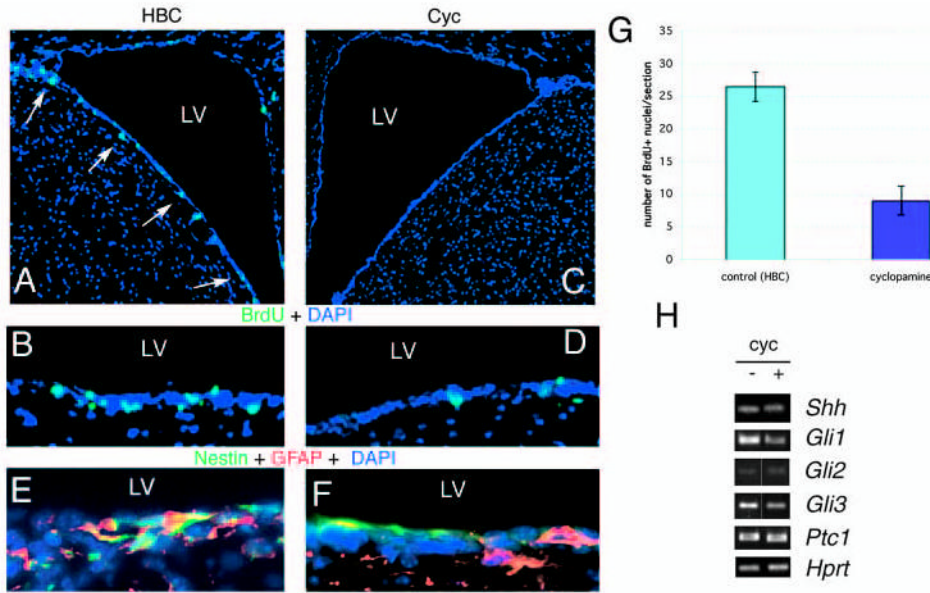 HBC
Cyc
LV
LV
A
C
BrdU + DAPI
B
LV
LV
D
Nestin + GFAP + DAPI
E
LV
F
LV
G
number of BrdU+ nuclei/section
35
30
25
20
15
10
5
0
control (HBC)
cyclopamine
H
cyc
- +
Shh
Gli1
Gli2
Gli3
Ptc1
Hprt